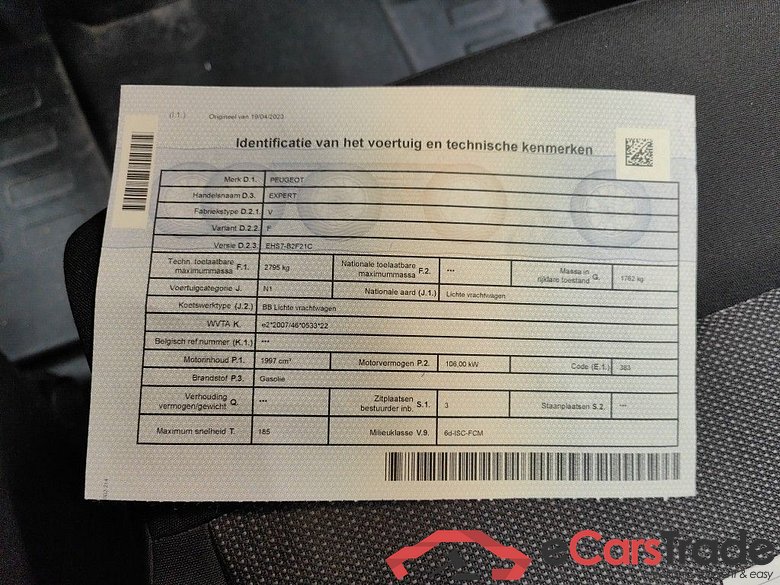 (I.1.) Origineel van 19/04/2023
Identificatie van het voertuig en technische kenmerken
Merk D.1. PEUGEOT
Handelsnaam D.3. EXPERT
Fabriekstype D.2.1. V
Variant D.2.2. F
Versie D.2.3. EHS7-B2F21C
Techn. toelaatbare maximummassa F.1. 2795 kg Nationale toelaatbare maximummassa F.2. *** Massa in rijklare toestand G. 1762 kg
Voertuigcategorie J. N1 Nationale aard (J.1.) Lichte vrachtwagen
Koetswerktype (J.2.) BB Lichte vrachtwagen
WVTA K. e2*2007/46*0533*22
Belgisch ref.nummer (K.1.) ***
Motorinhoud P.1. 1997 cm³ Motorvermogen P.2. 106,00 kW Code (E.1.) 383
Brandstof P.3. Gasolie
Verhouding vermogen/gewicht Q. *** Zitplaatsen bestuurder inb. S.1. 3 Staanplaatsen S.2. ***
Maximum snelheid T. 185 Milieuklasse V.9. 6d-ISC-FCM
eCarstrade
& easy